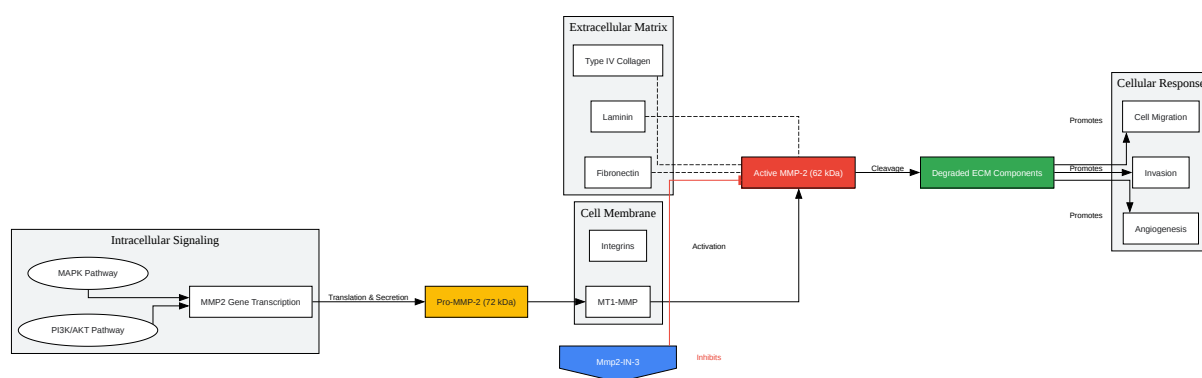 Extracellular Matrix
Type IV Collagen
Laminin
Fibronectin
Cell Membrane
Integrins
MT1-MMP
Intracellular Signaling
MAPK Pathway
PI3K/AKT Pathway
MMP2 Gene Transcription
Translation & Secretion
Pro-MMP-2 (72 kDa)
Mmp2-IN-3
Inhibits
Activation
Active MMP-2 (62 kDa)
Cleavage
Degraded ECM Components
Promotes
Promotes
Promotes
Cellular Response
Cell Migration
Invasion
Angiogenesis